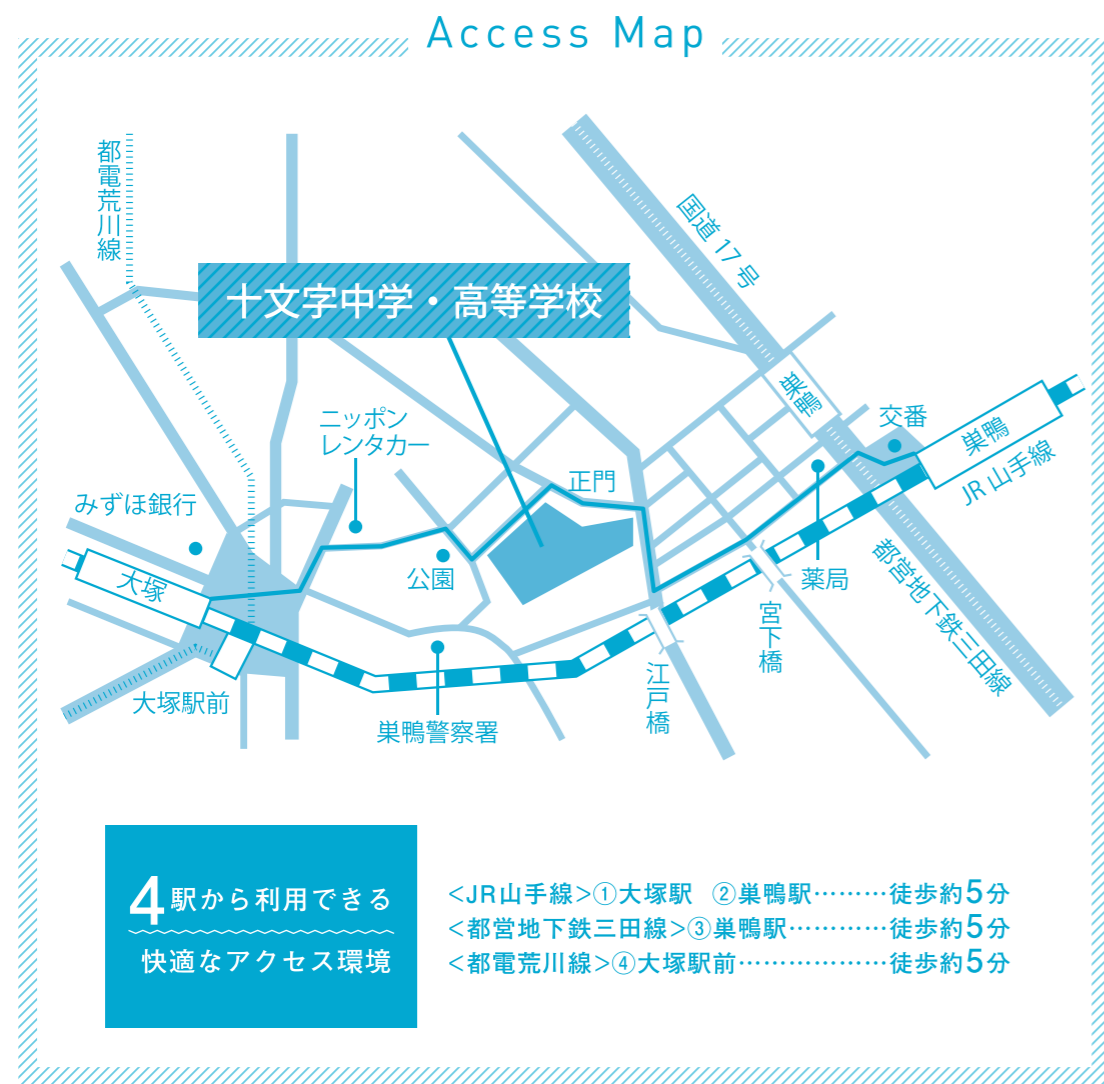 Access Map
都電荒川線
国道17号
十文字中学・高等学校
巣鴨
交番
巣鴨
JR山手線
ニッポン
レンタカー
正門
みずほ銀行
大塚
公園
薬局
都営地下鉄三田線
宮下橋
江戸橋
大塚駅前
巣鴨警察署
4駅から利用できる
快適なアクセス環境
<JR山手線>①大塚駅 ②巣鴨駅………徒歩約5分
<都営地下鉄三田線>③巣鴨駅…………徒歩約5分
<都電荒川線>④大塚駅前………………徒歩約5分